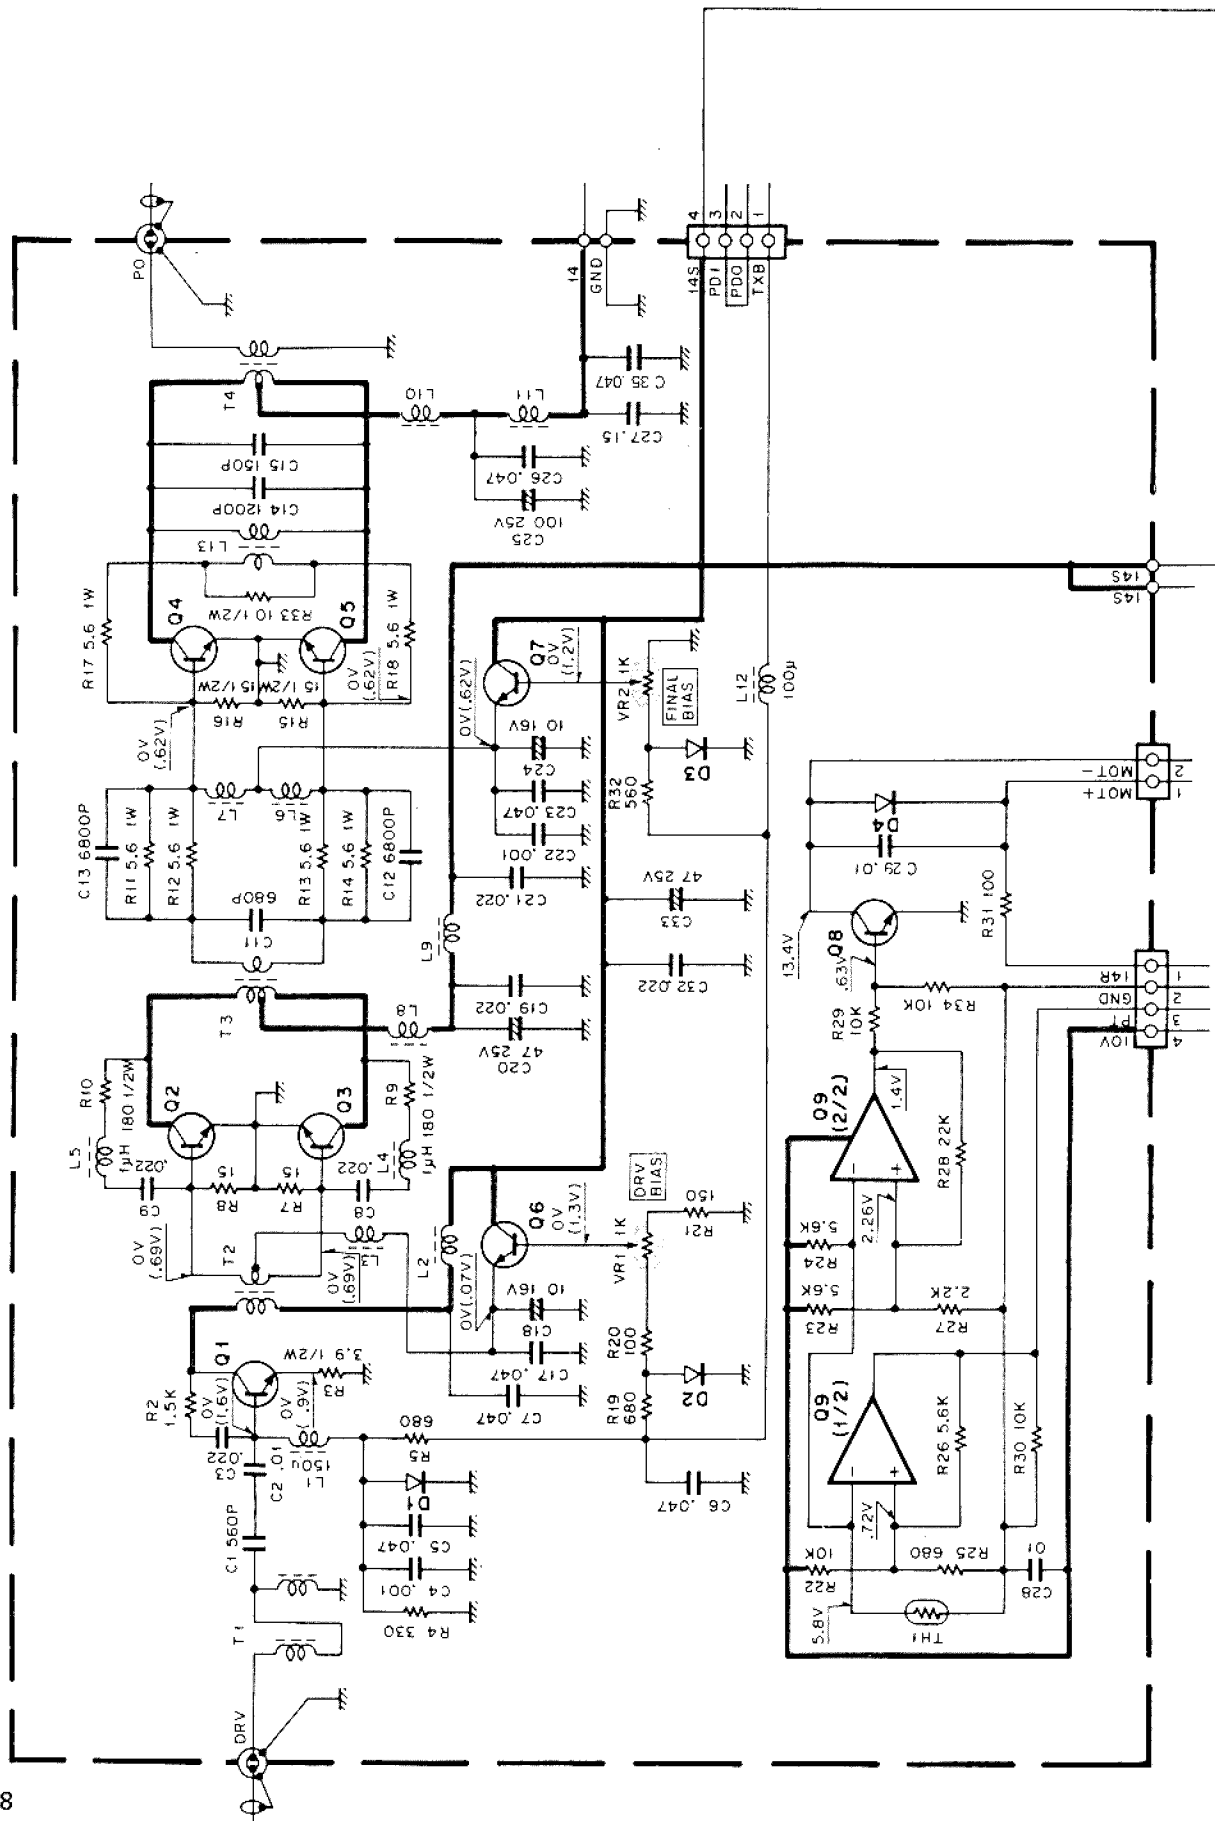 PO
T4
C15 150P
C14 1200P
L13
R33 10 1/2W
R17 5.6 1W
Q4
Q5
R18 5.6 1W
0V
(.62V)
15 1/2W
R16
15 1/2W
R15
0V
(.62V)
L10
L11
C35 .047
C27 .15
C26 .047
100 25V
C25
14
GND
14S
PD1
PD0
TXB
4
3
2
1
C13 6800P
R11 5.6 1W
R12 5.6 1W
R13 5.6 1W
R14 5.6 1W
C12 6800P
L7
L6
680P
C11
T3
Q7
0V
(1.2V)
0V(.62V)
VR2 1K
FINAL
BIAS
L12
100μ
10 16V
C24
C23 .047
C22 .001
C21 .022
R32
560
D3
47 25V
C33
C32 .022
L9
L8
C19 .022
47 25V
C20
14S
14S
R10
180 1/2W
L5
1μH
Q2
Q3
R9
180 1/2W
L4
1μH
.022
C9
15
R8
15
R7
.022
C8
0V
(.69V)
T2
0V
(.69V)
L3
L2
Q6
0V
(1.3V)
0V(.07V)
DRV
BIAS
VR1 1K
150
R21
10 16V
C18
C17 .047
C7 .047
R20
100
R19
680
D2
C6 .047
Q1
3.9 1/2W
R3
R2
1.5K
0V
(1.6V)
0V
(.9V)
.022
C3
C2 .01
L1
150μ
680
R5
D1
C5 .047
C4 .001
R4 330
C1 560P
T1
DRV
MOT-
MOT+
2
1
D4
C29 .01
13.4V
Q8
.63V
R31 100
R34 10K
R29
10K
14R
GND
PT
10V
1
2
3
4
Q9
(2/2)
1.4V
−
+
2.26V
R28 22K
5.6K
R24
5.6K
R23
2.2K
R27
Q9
(1/2)
−
+
.72V
R26 5.6K
R30 10K
10K
R22
R25 680
01
C28
5.8V
TH1
8